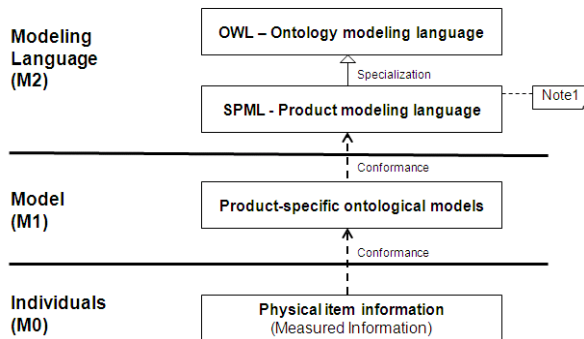 Modeling
Language
(M2)
OWL – Ontology modeling language
Specialization
SPML - Product modeling language
Note1
Conformance
Model
(M1)
Product-specific ontological models
Conformance
Individuals
(M0)
Physical item information
(Measured Information)